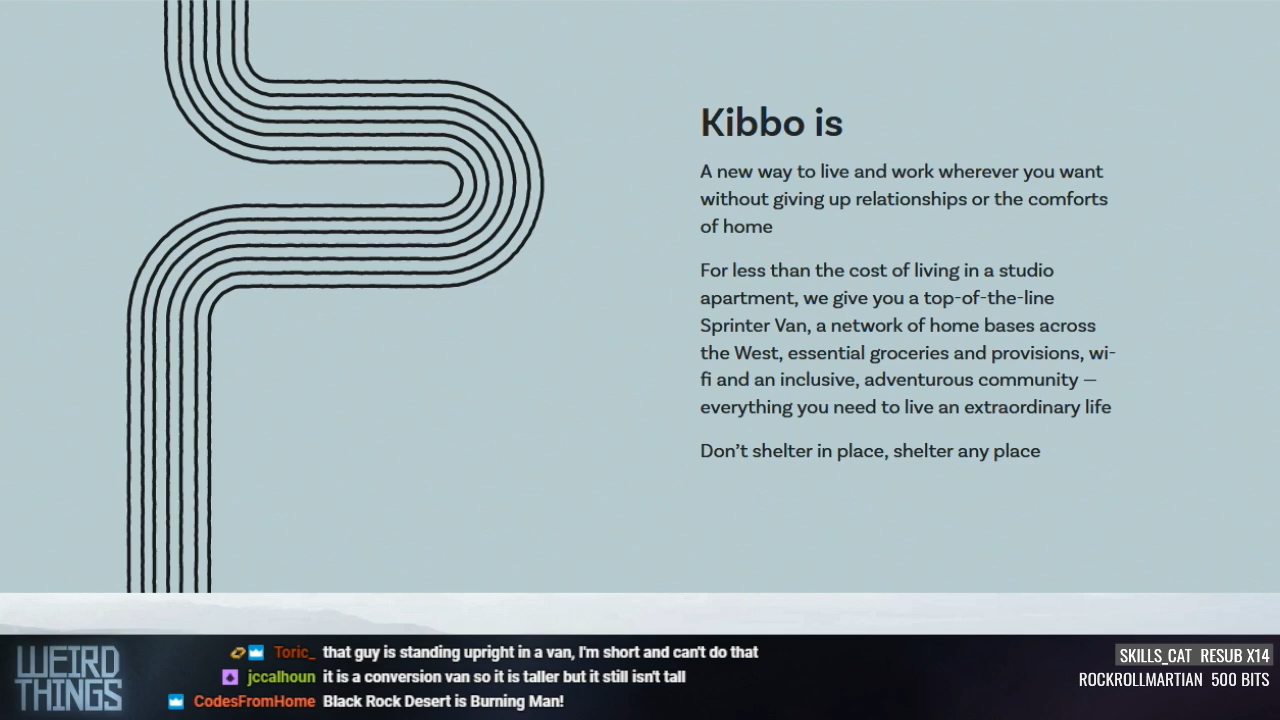 Kibbo is
A new way to live and work wherever you want
without giving up relationships or the comforts
of home
For less than the cost of living in a studio
apartment, we give you a top-of-the-line
Sprinter Van, a network of home bases across
the West, essential groceries and provisions, wi-
fi and an inclusive, adventurous community —
everything you need to live an extraordinary life
Don’t shelter in place, shelter any place
WEIRD
THINGS
Toric_ that guy is standing upright in a van, I'm short and can't do that
jccalhoun it is a conversion van so it is taller but it still isn't tall
CodesFromHome Black Rock Desert is Burning Man!
SKILLS_CAT RESUB X14
ROCKROLLMARTIAN 500 BITS